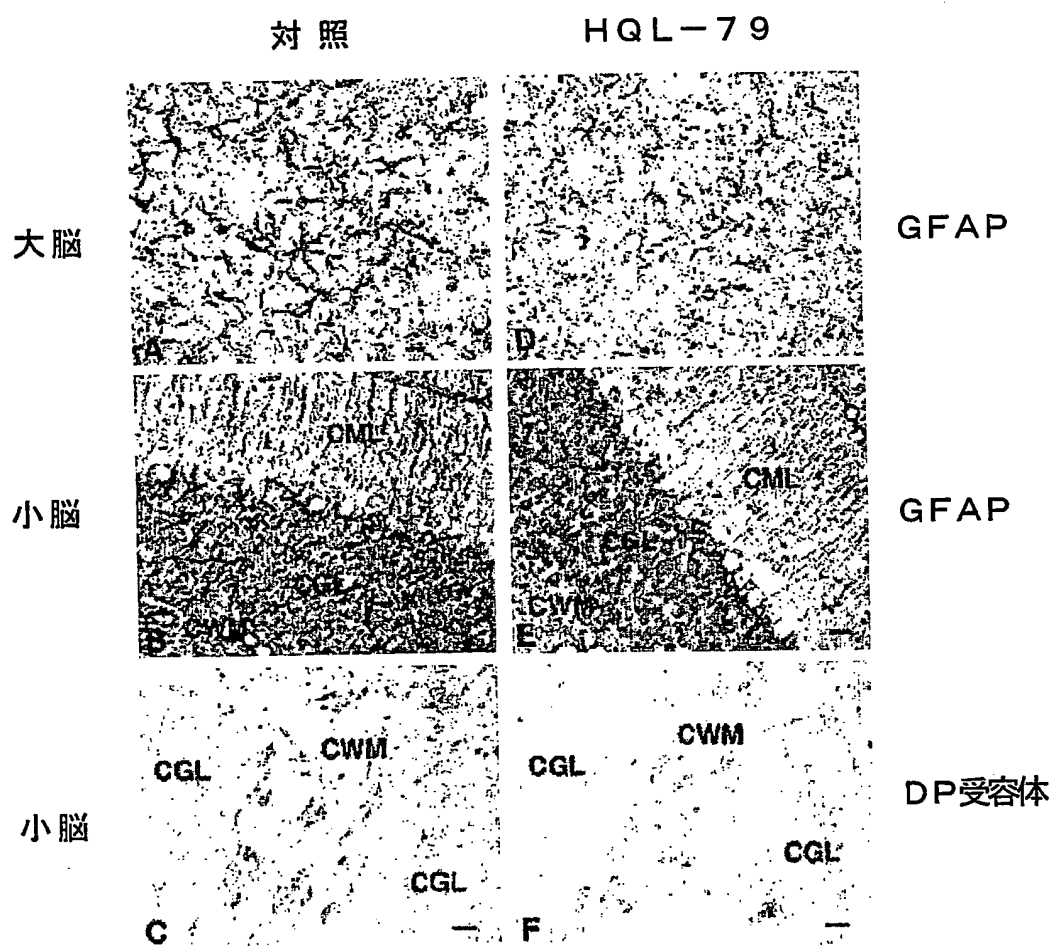 対照 HQL-79
大脳 A D GFAP
小脳 CML CGL CML CGL CWM E GFAP
小脳 CGL CWM CGL C CGL CWM CGL F DP受容体